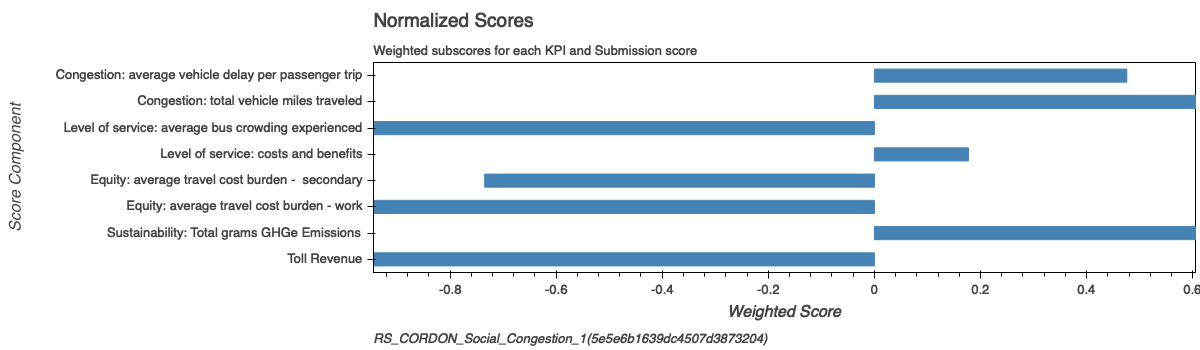 Normalized Scores
Weighted subscores for each KPI and Submission score
Score Component
Congestion: average vehicle delay per passenger trip
Congestion: total vehicle miles traveled
Level of service: average bus crowding experienced
Level of service: costs and benefits
Equity: average travel cost burden -  secondary
Equity: average travel cost burden - work
Sustainability: Total grams GHGe Emissions
Toll Revenue
-0.8 -0.6 -0.4 -0.2 0 0.2 0.4 0.6
Weighted Score
RS_CORDON_Social_Congestion_1(5e5e6b1639dc4507d3873204)